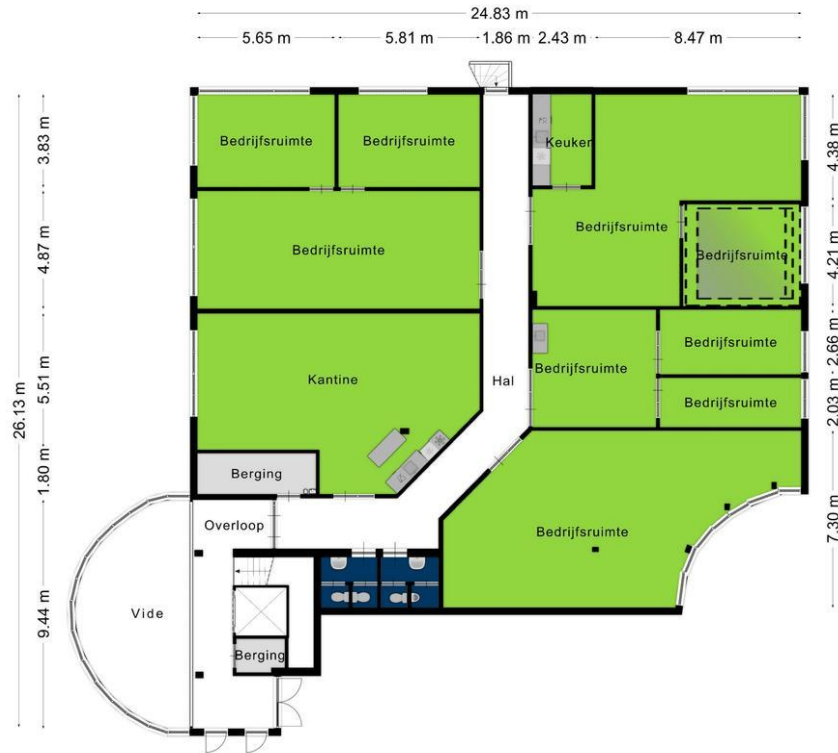 24.83 m
5.65 m
5.81 m
1.86 m
2.43 m
8.47 m
26.13 m
3.83 m
4.87 m
5.51 m
1.80 m
9.44 m
4.38 m
4.21 m
2.66 m
2.03 m
7.30 m
Bedrijfsruimte
Bedrijfsruimte
Keuken
Bedrijfsruimte
Bedrijfsruimte
Bedrijfsruimte
Bedrijfsruimte
Bedrijfsruimte
Kantine
Hal
Bedrijfsruimte
Berging
Overloop
Bedrijfsruimte
Vide
Berging